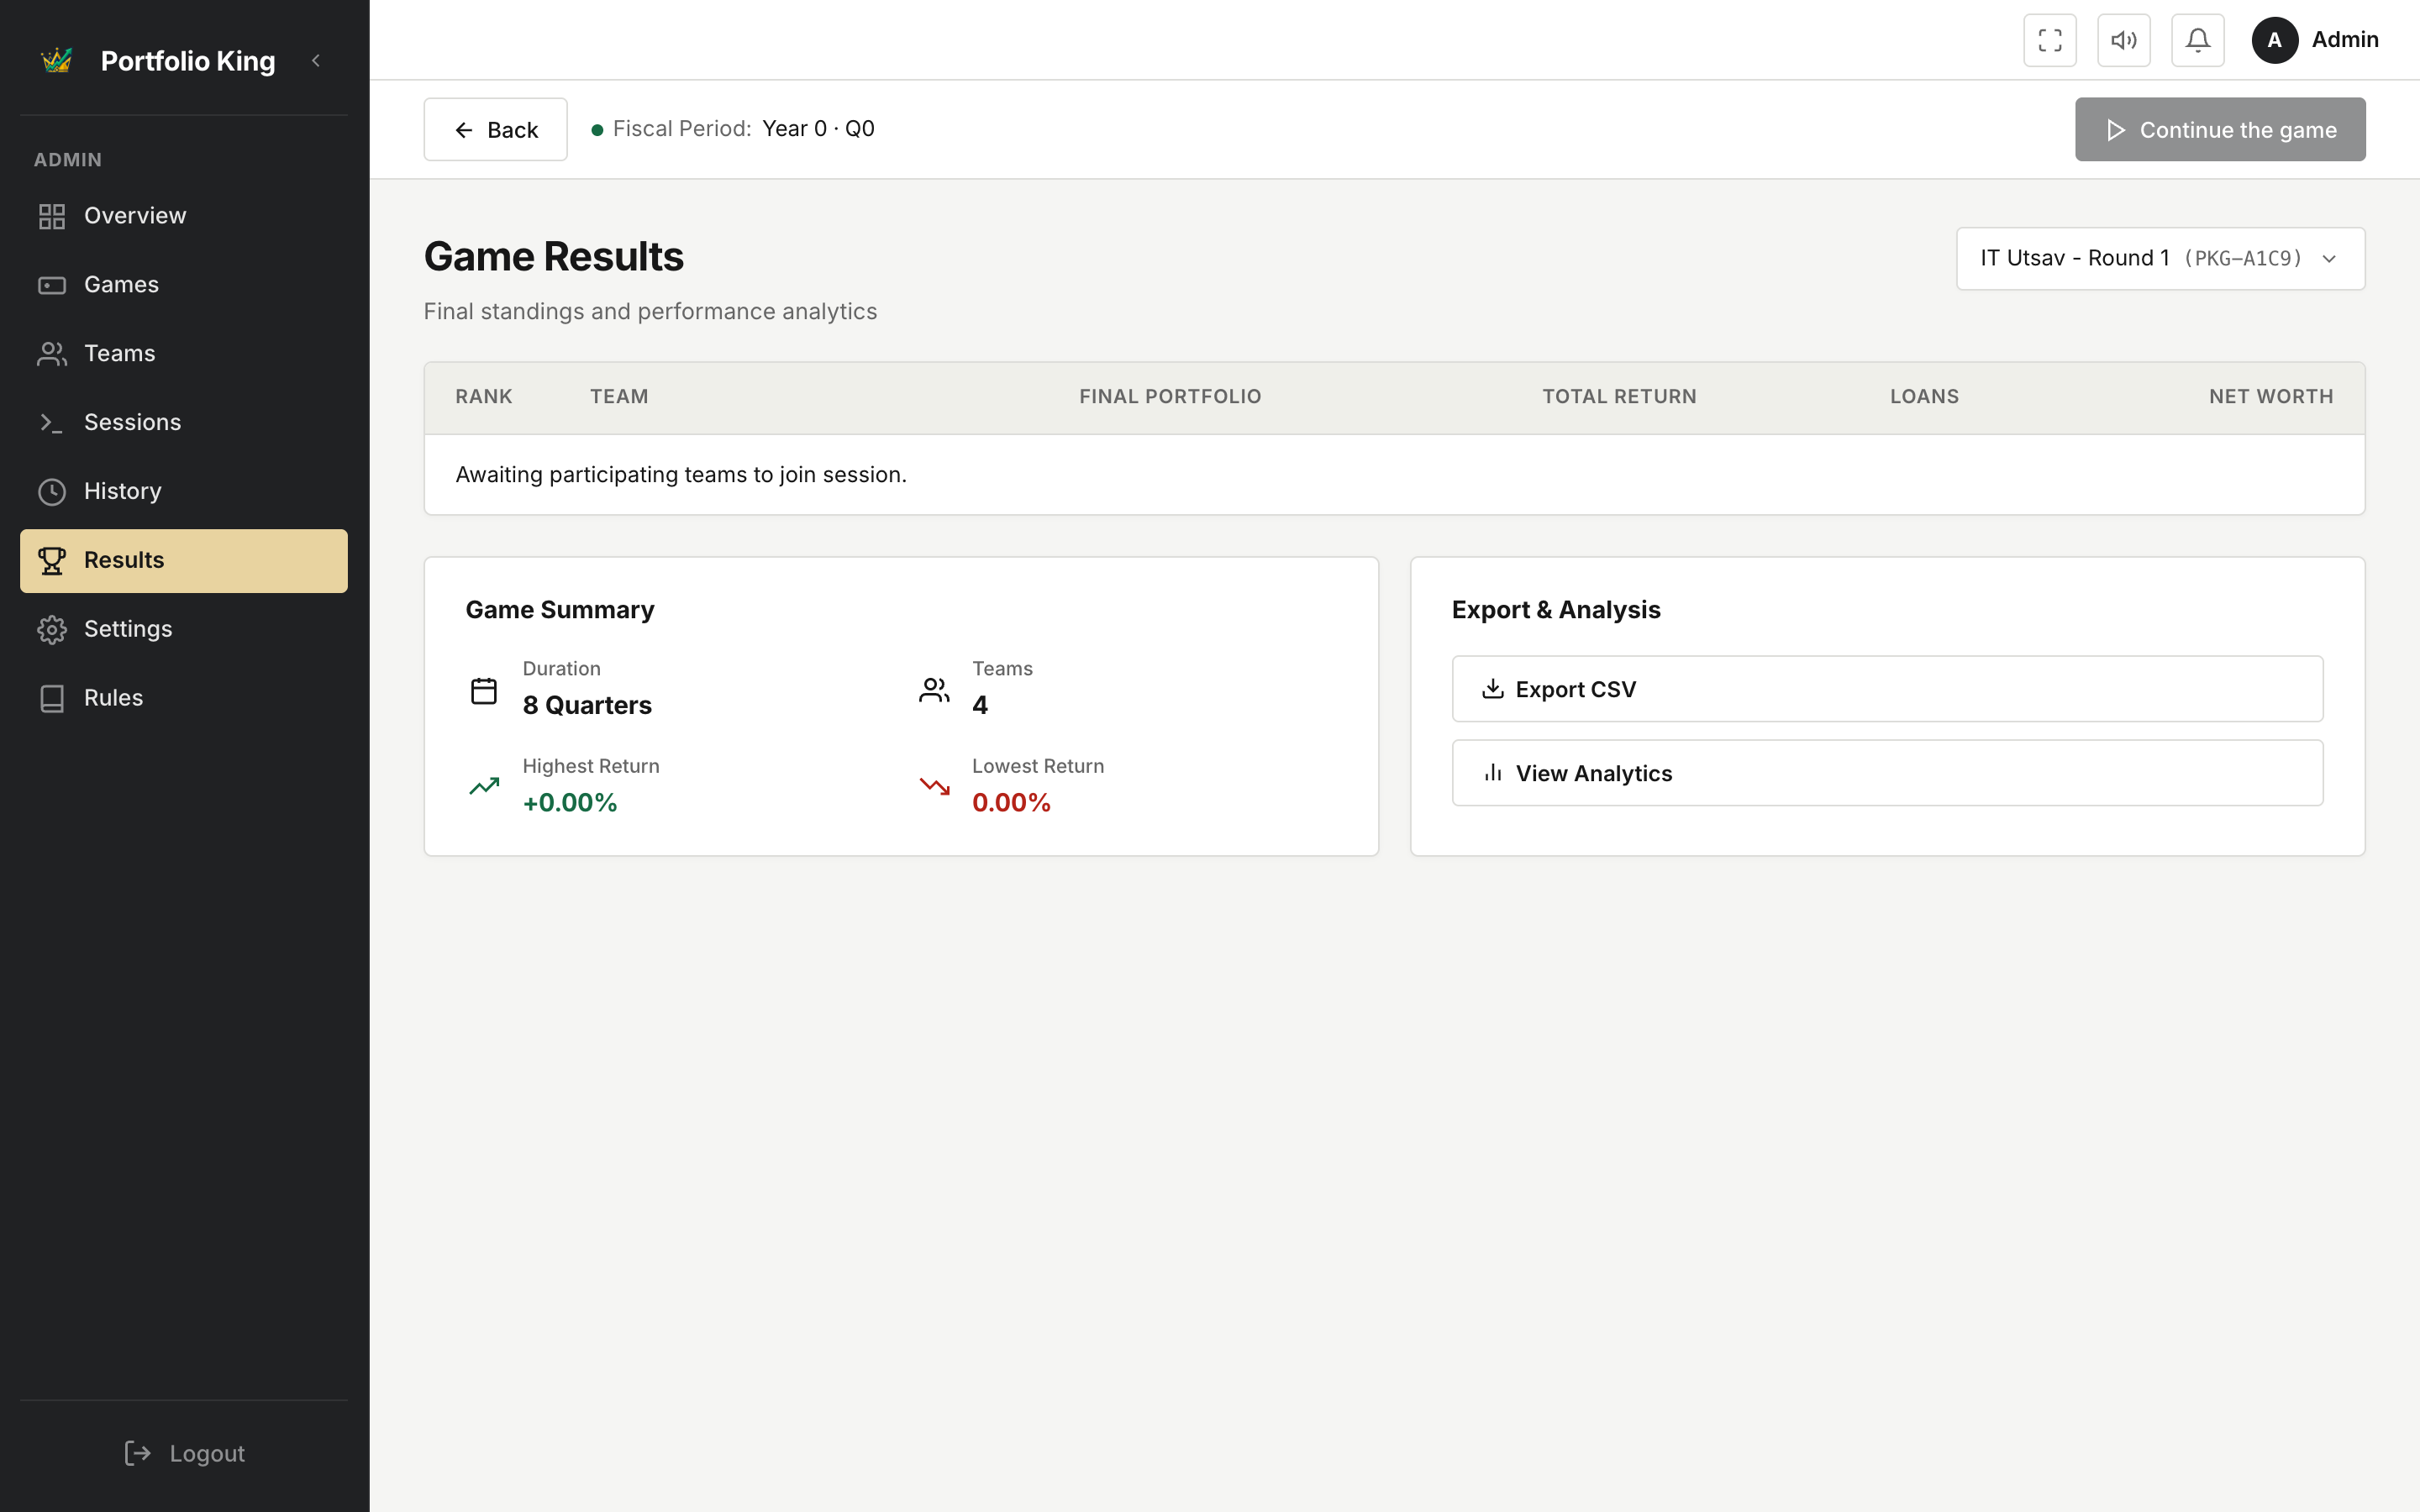 Portfolio King
ADMIN
Overview
Games
Teams
Sessions
History
Results
Settings
Rules
Logout
A Admin
Back
Fiscal Period: Year 0 · Q0
Continue the game
Game Results
Final standings and performance analytics
IT Utsav - Round 1 (PKG-A1C9)
RANK TEAM FINAL PORTFOLIO TOTAL RETURN LOANS NET WORTH
Awaiting participating teams to join session.
Game Summary
Duration
8 Quarters
Teams
4
Highest Return
+0.00%
Lowest Return
0.00%
Export & Analysis
Export CSV
View Analytics